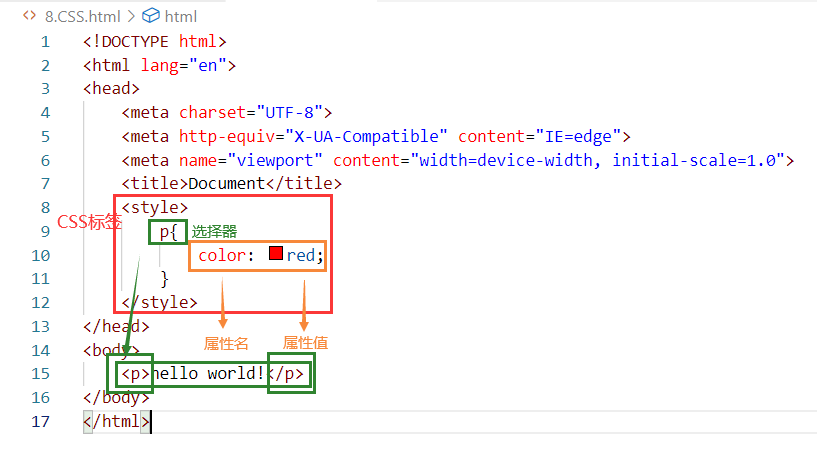 8.CSS.html > html
1 <!DOCTYPE html>
2 <html lang="en">
3 <head>
4 <meta charset="UTF-8">
5 <meta http-equiv="X-UA-Compatible" content="IE=edge">
6 <meta name="viewport" content="width=device-width, initial-scale=1.0">
7 <title>Document</title>
8 <style>
CSS标签
9 p{ 选择器
10 color: red;
11 }
12 </style>
13 </head>
属性名 属性值
14 <body>
15 <p>hello world!</p>
16 </body>
17 </html>